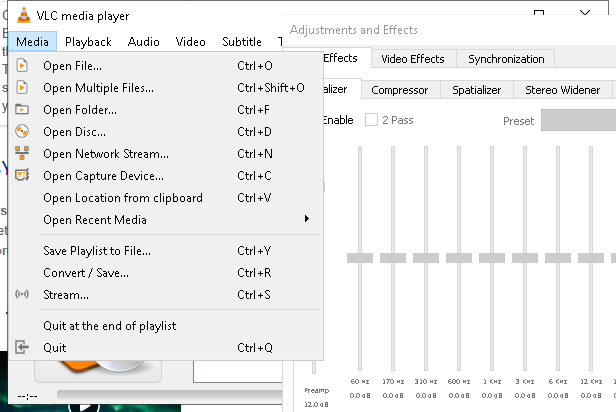 VLC media player
Media Playback Audio Video Subtitle
Open File... Ctrl+O
Open Multiple Files... Ctrl+Shift+O
Open Folder... Ctrl+F
Open Disc... Ctrl+D
Open Network Stream... Ctrl+N
Open Capture Device... Ctrl+C
Open Location from clipboard Ctrl+V
Open Recent Media
Save Playlist to File... Ctrl+Y
Convert / Save... Ctrl+R
Stream... Ctrl+S
Quit at the end of playlist
Quit Ctrl+Q
--:--
Adjustments and Effects
Effects Video Effects Synchronization
alizer Compressor Spatializer Stereo Widener
Enable 2 Pass Preset
60 Hz 170 Hz 310 Hz 600 Hz 1 KHz 3 KHz 6 KHz 12 KHz
Preamp 0.0 dB 0.0 dB 0.0 dB 0.0 dB 0.0 dB 0.0 dB 0.0 dB 0.0 dB
12.0 dB